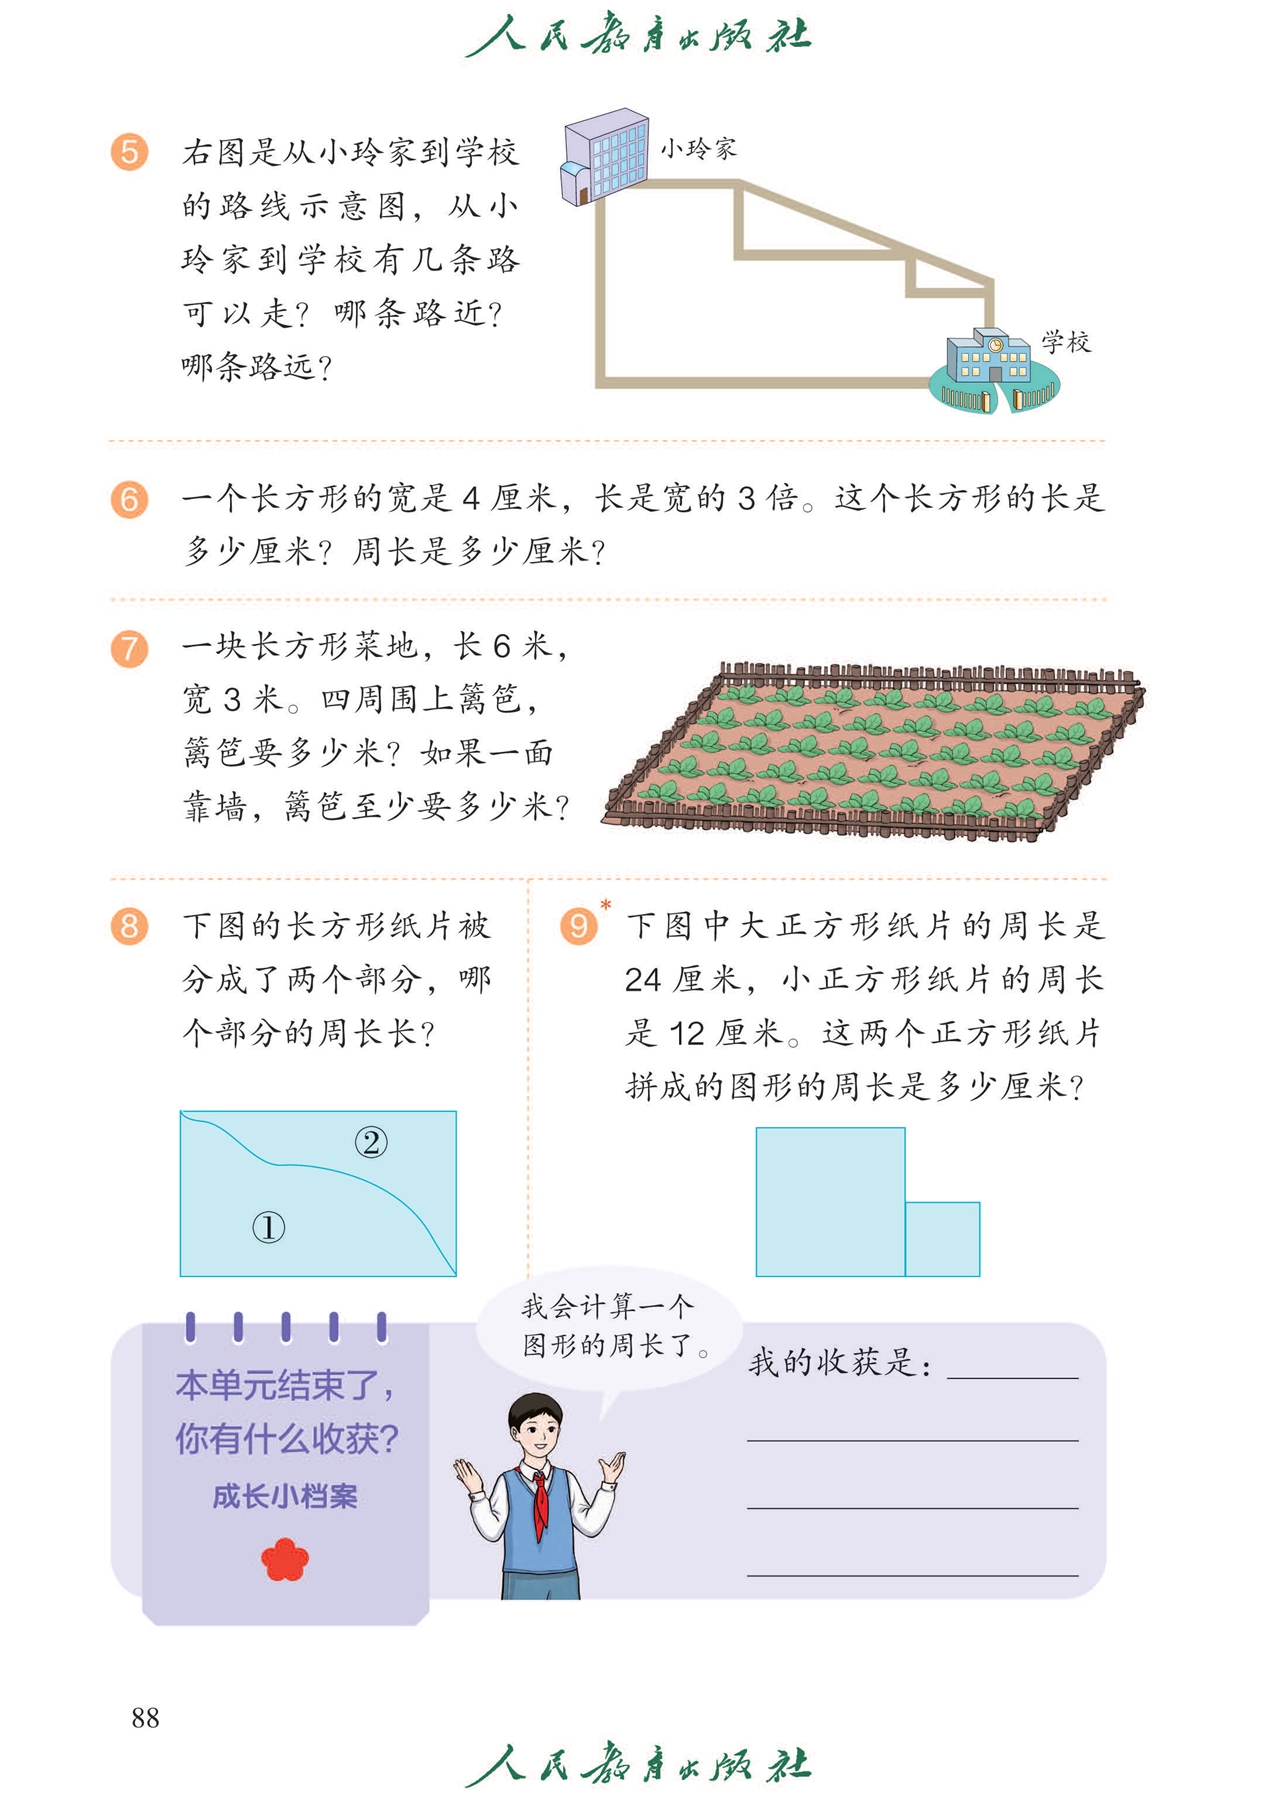 人民教育出版社
5 右图是从小玲家到学校
的路线示意图，从小
玲家到学校有几条路
可以走？哪条路近？
哪条路远？
小玲家
学校
6 一个长方形的宽是 4 厘米，长是宽的 3 倍。这个长方形的长是
多少厘米？周长是多少厘米？
7 一块长方形菜地，长 6 米，
宽 3 米。四周围上篱笆，
篱笆要多少米？如果一面
靠墙，篱笆至少要多少米？
8 下图的长方形纸片被
分成了两个部分，哪
个部分的周长长？
②
①
9* 下图中大正方形纸片的周长是
24 厘米，小正方形纸片的周长
是 12 厘米。这两个正方形纸片
拼成的图形的周长是多少厘米？
本单元结束了，
你有什么收获？
成长小档案
我会计算一个
图形的周长了。
我的收获是：
88
人民教育出版社